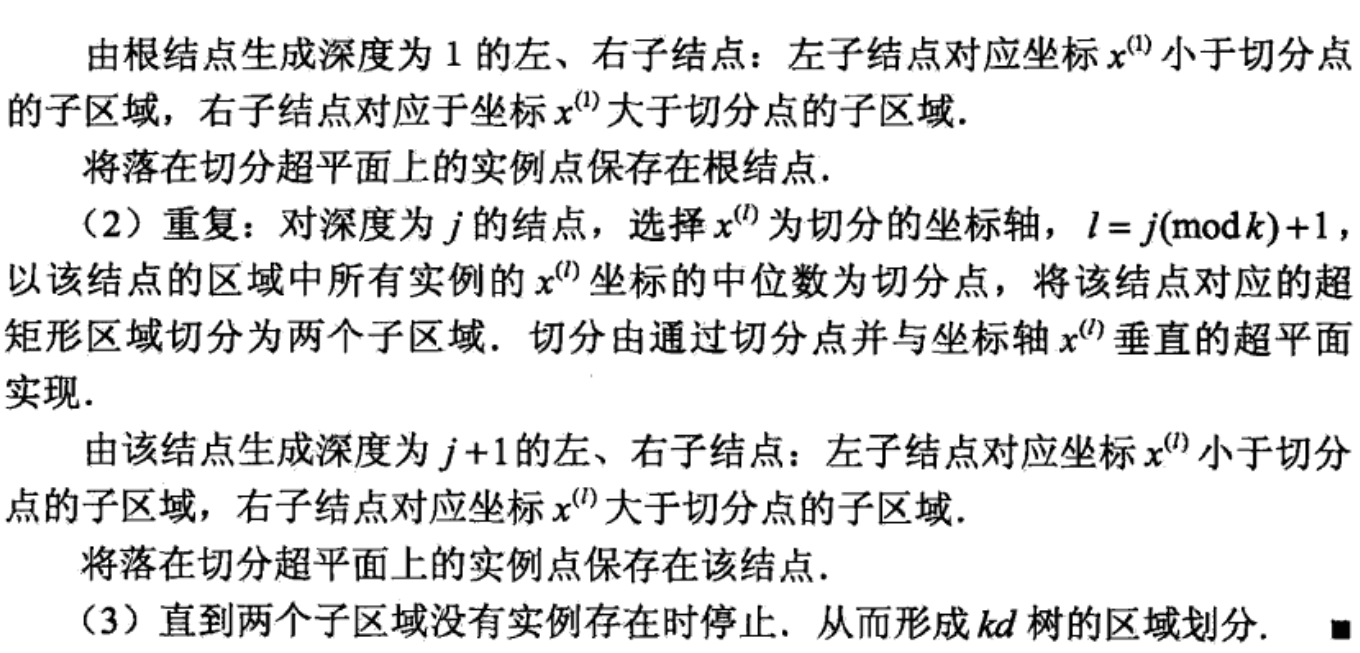 由根结点生成深度为 1 的左、右子结点：左子结点对应坐标 x⁽¹⁾ 小于切分点
的子区域，右子结点对应于坐标 x⁽¹⁾ 大于切分点的子区域．
将落在切分超平面上的实例点保存在根结点．
（2）重复：对深度为 j 的结点，选择 x⁽ˡ⁾ 为切分的坐标轴，l = j(mod k)+1，
以该结点的区域中所有实例的 x⁽ˡ⁾ 坐标的中位数为切分点，将该结点对应的超
矩形区域切分为两个子区域．切分由通过切分点并与坐标轴 x⁽ˡ⁾ 垂直的超平面
实现．
由该结点生成深度为 j+1的左、右子结点：左子结点对应坐标 x⁽ˡ⁾ 小于切分
点的子区域，右子结点对应坐标 x⁽ˡ⁾ 大于切分点的子区域．
将落在切分超平面上的实例点保存在该结点．
（3）直到两个子区域没有实例存在时停止．从而形成 kd 树的区域划分． ■